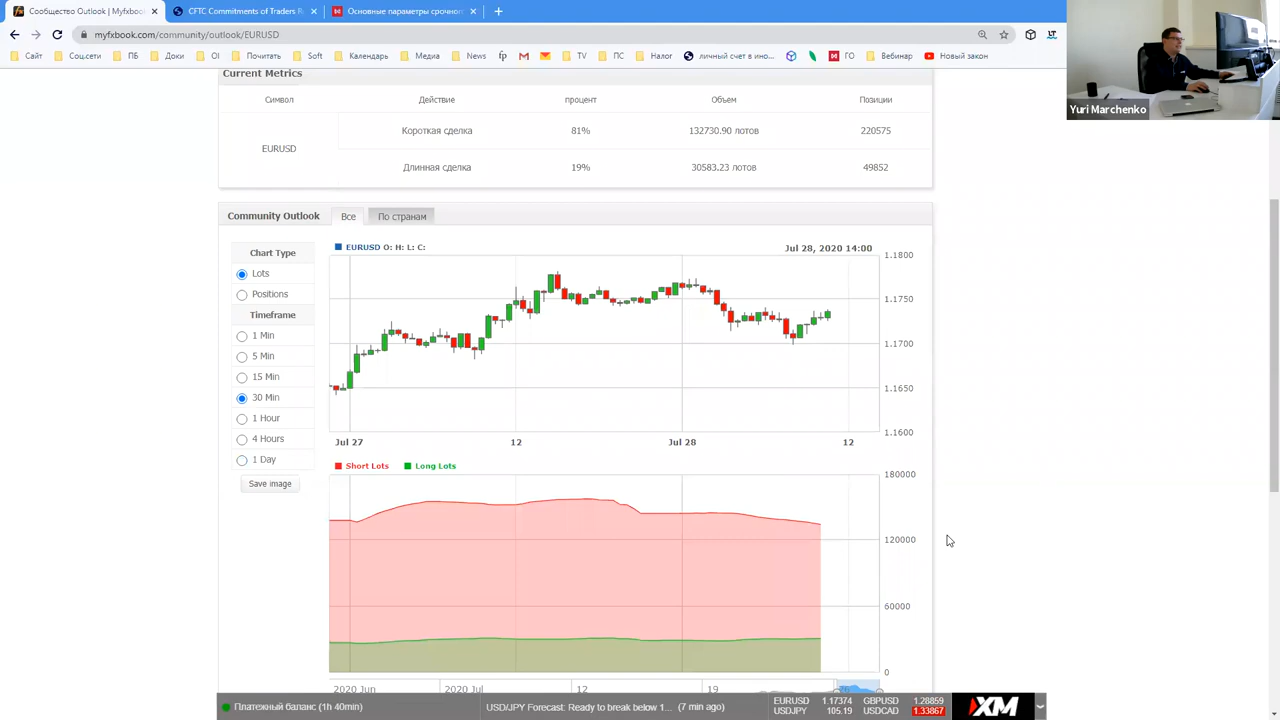 Сообщество Outlook | Myfxbook
CFTC Commitments of Traders R
Основные параметры срочног
myfxbook.com/community/outlook/EURUSD
Сайт
Соц.сети
ПБ
Доки
OI
Почитать
Soft
Календарь
Медиа
News
fp
TV
ПС
Налог
личный счет в ино...
ГО
Вебинар
Новый закон
Yuri Marchenko
Current Metrics
Символ Действие процент Объем Позиции
Короткая сделка 81% 132730.90 лотов 220575
EURUSD
Длинная сделка 19% 30583.23 лотов 49852
Community Outlook Все По странам
Chart Type
Lots
Positions
Timeframe
1 Min
5 Min
15 Min
30 Min
1 Hour
4 Hours
1 Day
Save image
EURUSD O: H: L: C:
Jul 28, 2020 14:00
1.1800
1.1750
1.1700
1.1650
1.1600
Jul 27 12 Jul 28 12
Short Lots Long Lots
180000
120000
60000
0
2020 Jun 2020 Jul 12 19
Платежный баланс (1h 40min)
USD/JPY Forecast: Ready to break below 1... (7 min ago)
EURUSD 1.17374 GBPUSD 1.28859
USDJPY 105.19 USDCAD 1.33867
XM